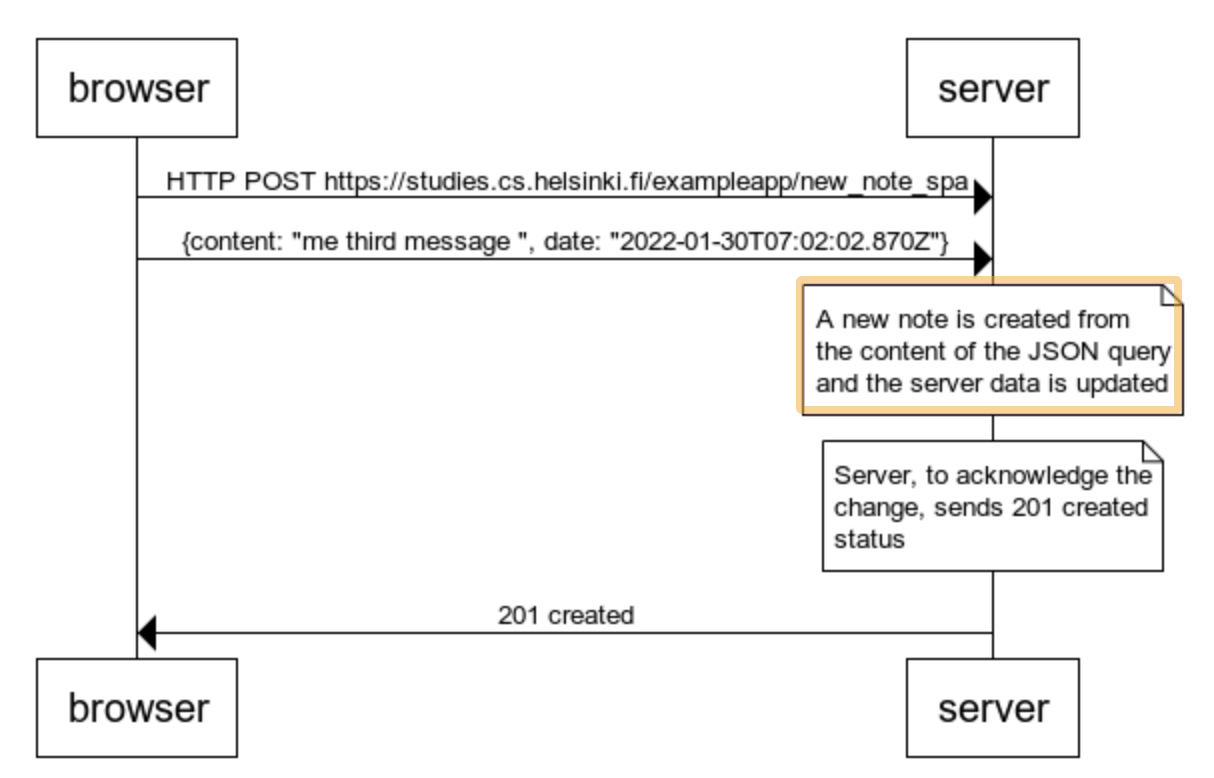 browser
server
HTTP POST https://studies.cs.helsinki.fi/exampleapp/new_note_spa
{content: "me third message ", date: "2022-01-30T07:02:02.870Z"}
A new note is created from
the content of the JSON query
and the server data is updated
Server, to acknowledge the
change, sends 201 created
status
201 created
browser
server